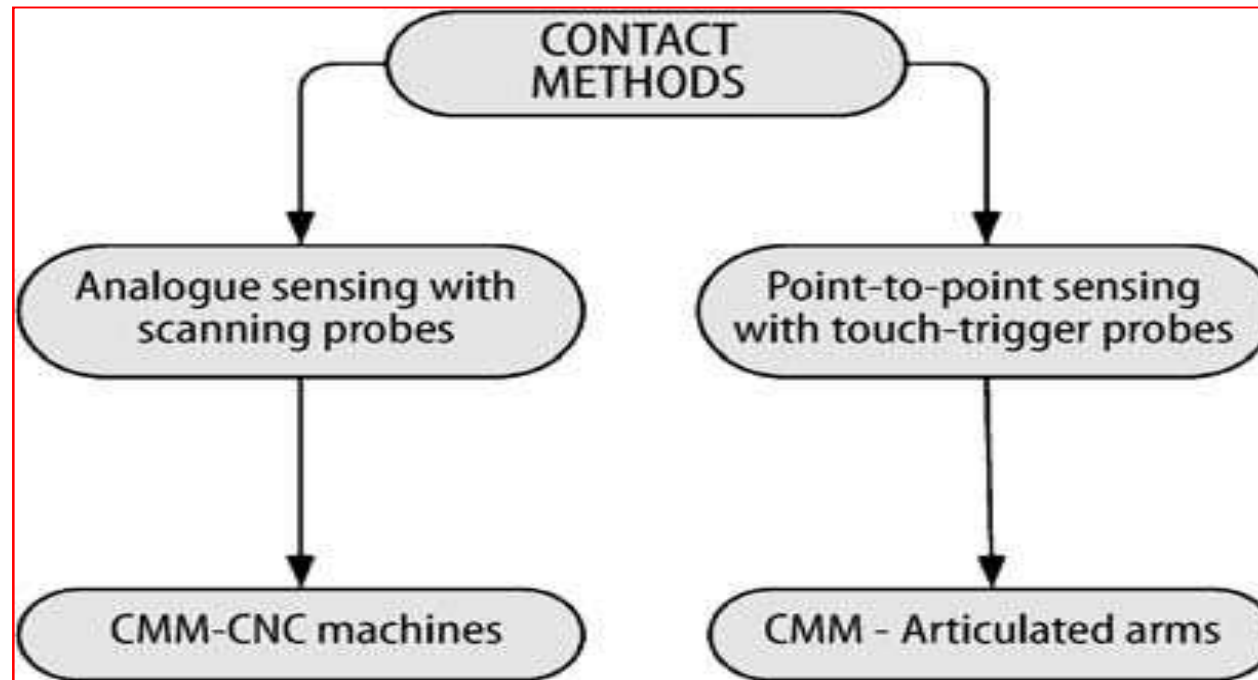 CONTACT
METHODS
Analogue sensing with
scanning probes
Point-to-point sensing
with touch-trigger probes
CMM-CNC machines
CMM - Articulated arms